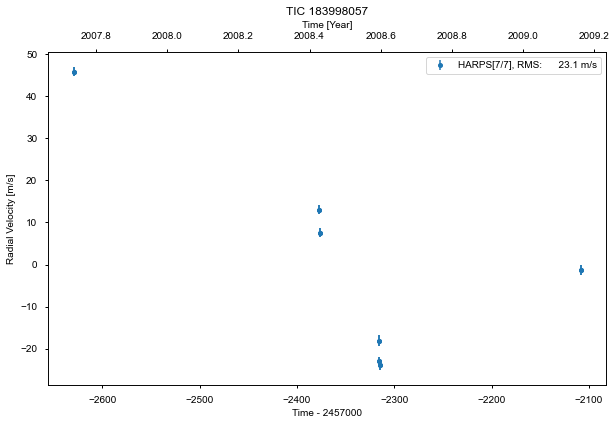 TIC 183998057
Time [Year]
2007.8 2008.0 2008.2 2008.4 2008.6 2008.8 2009.0 2009.2
HARPS[7/7], RMS: 23.1 m/s
Radial Velocity [m/s]
50
40
30
20
10
0
−10
−20
−2600 −2500 −2400 −2300 −2200 −2100
Time - 2457000